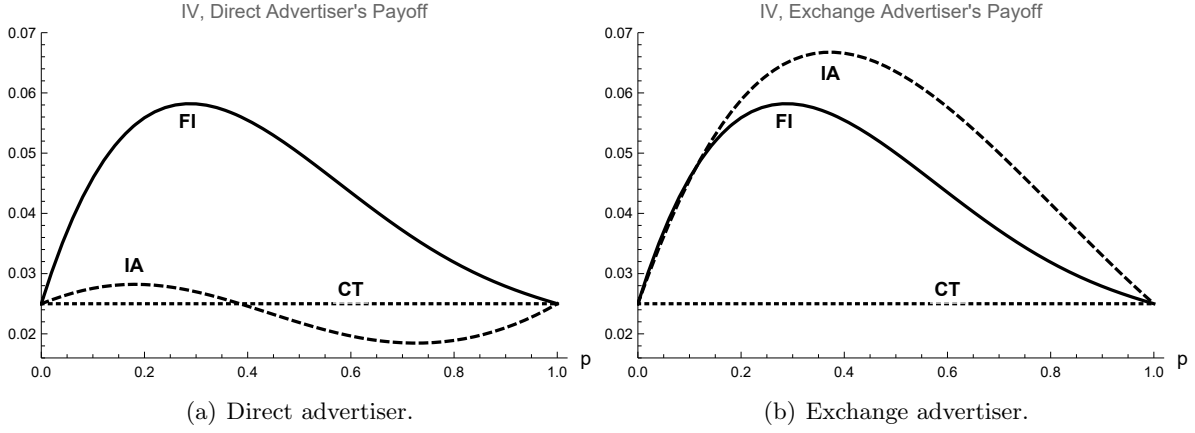 IV, Direct Advertiser's Payoff
0.07
0.06
0.05
0.04
0.03
0.02
FI
IA
CT
0.0 0.2 0.4 0.6 0.8 1.0 p
(a) Direct advertiser.
IV, Exchange Advertiser's Payoff
0.07
0.06
0.05
0.04
0.03
0.02
IA
FI
CT
0.0 0.2 0.4 0.6 0.8 1.0 p
(b) Exchange advertiser.